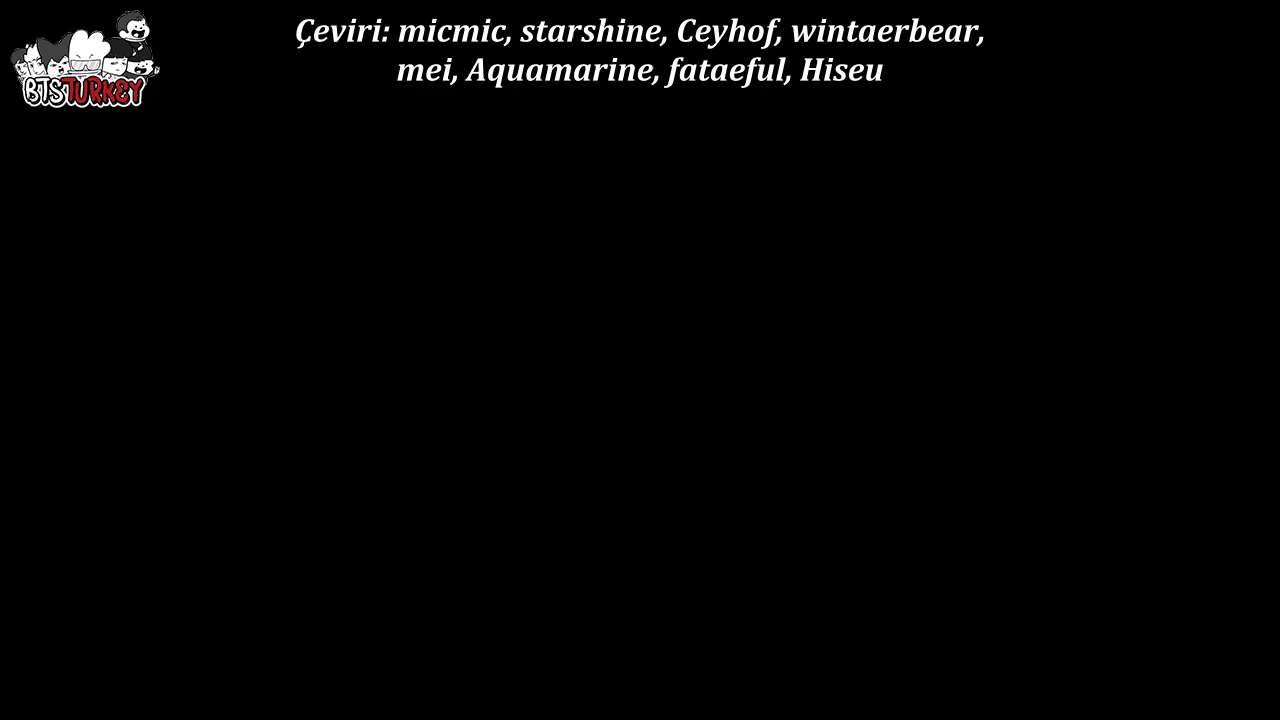 Çeviri: micmic, starshine, Ceyhof, wintaerbear,
mei, Aquamarine, fataeful, Hiseu
BTSTURKEY